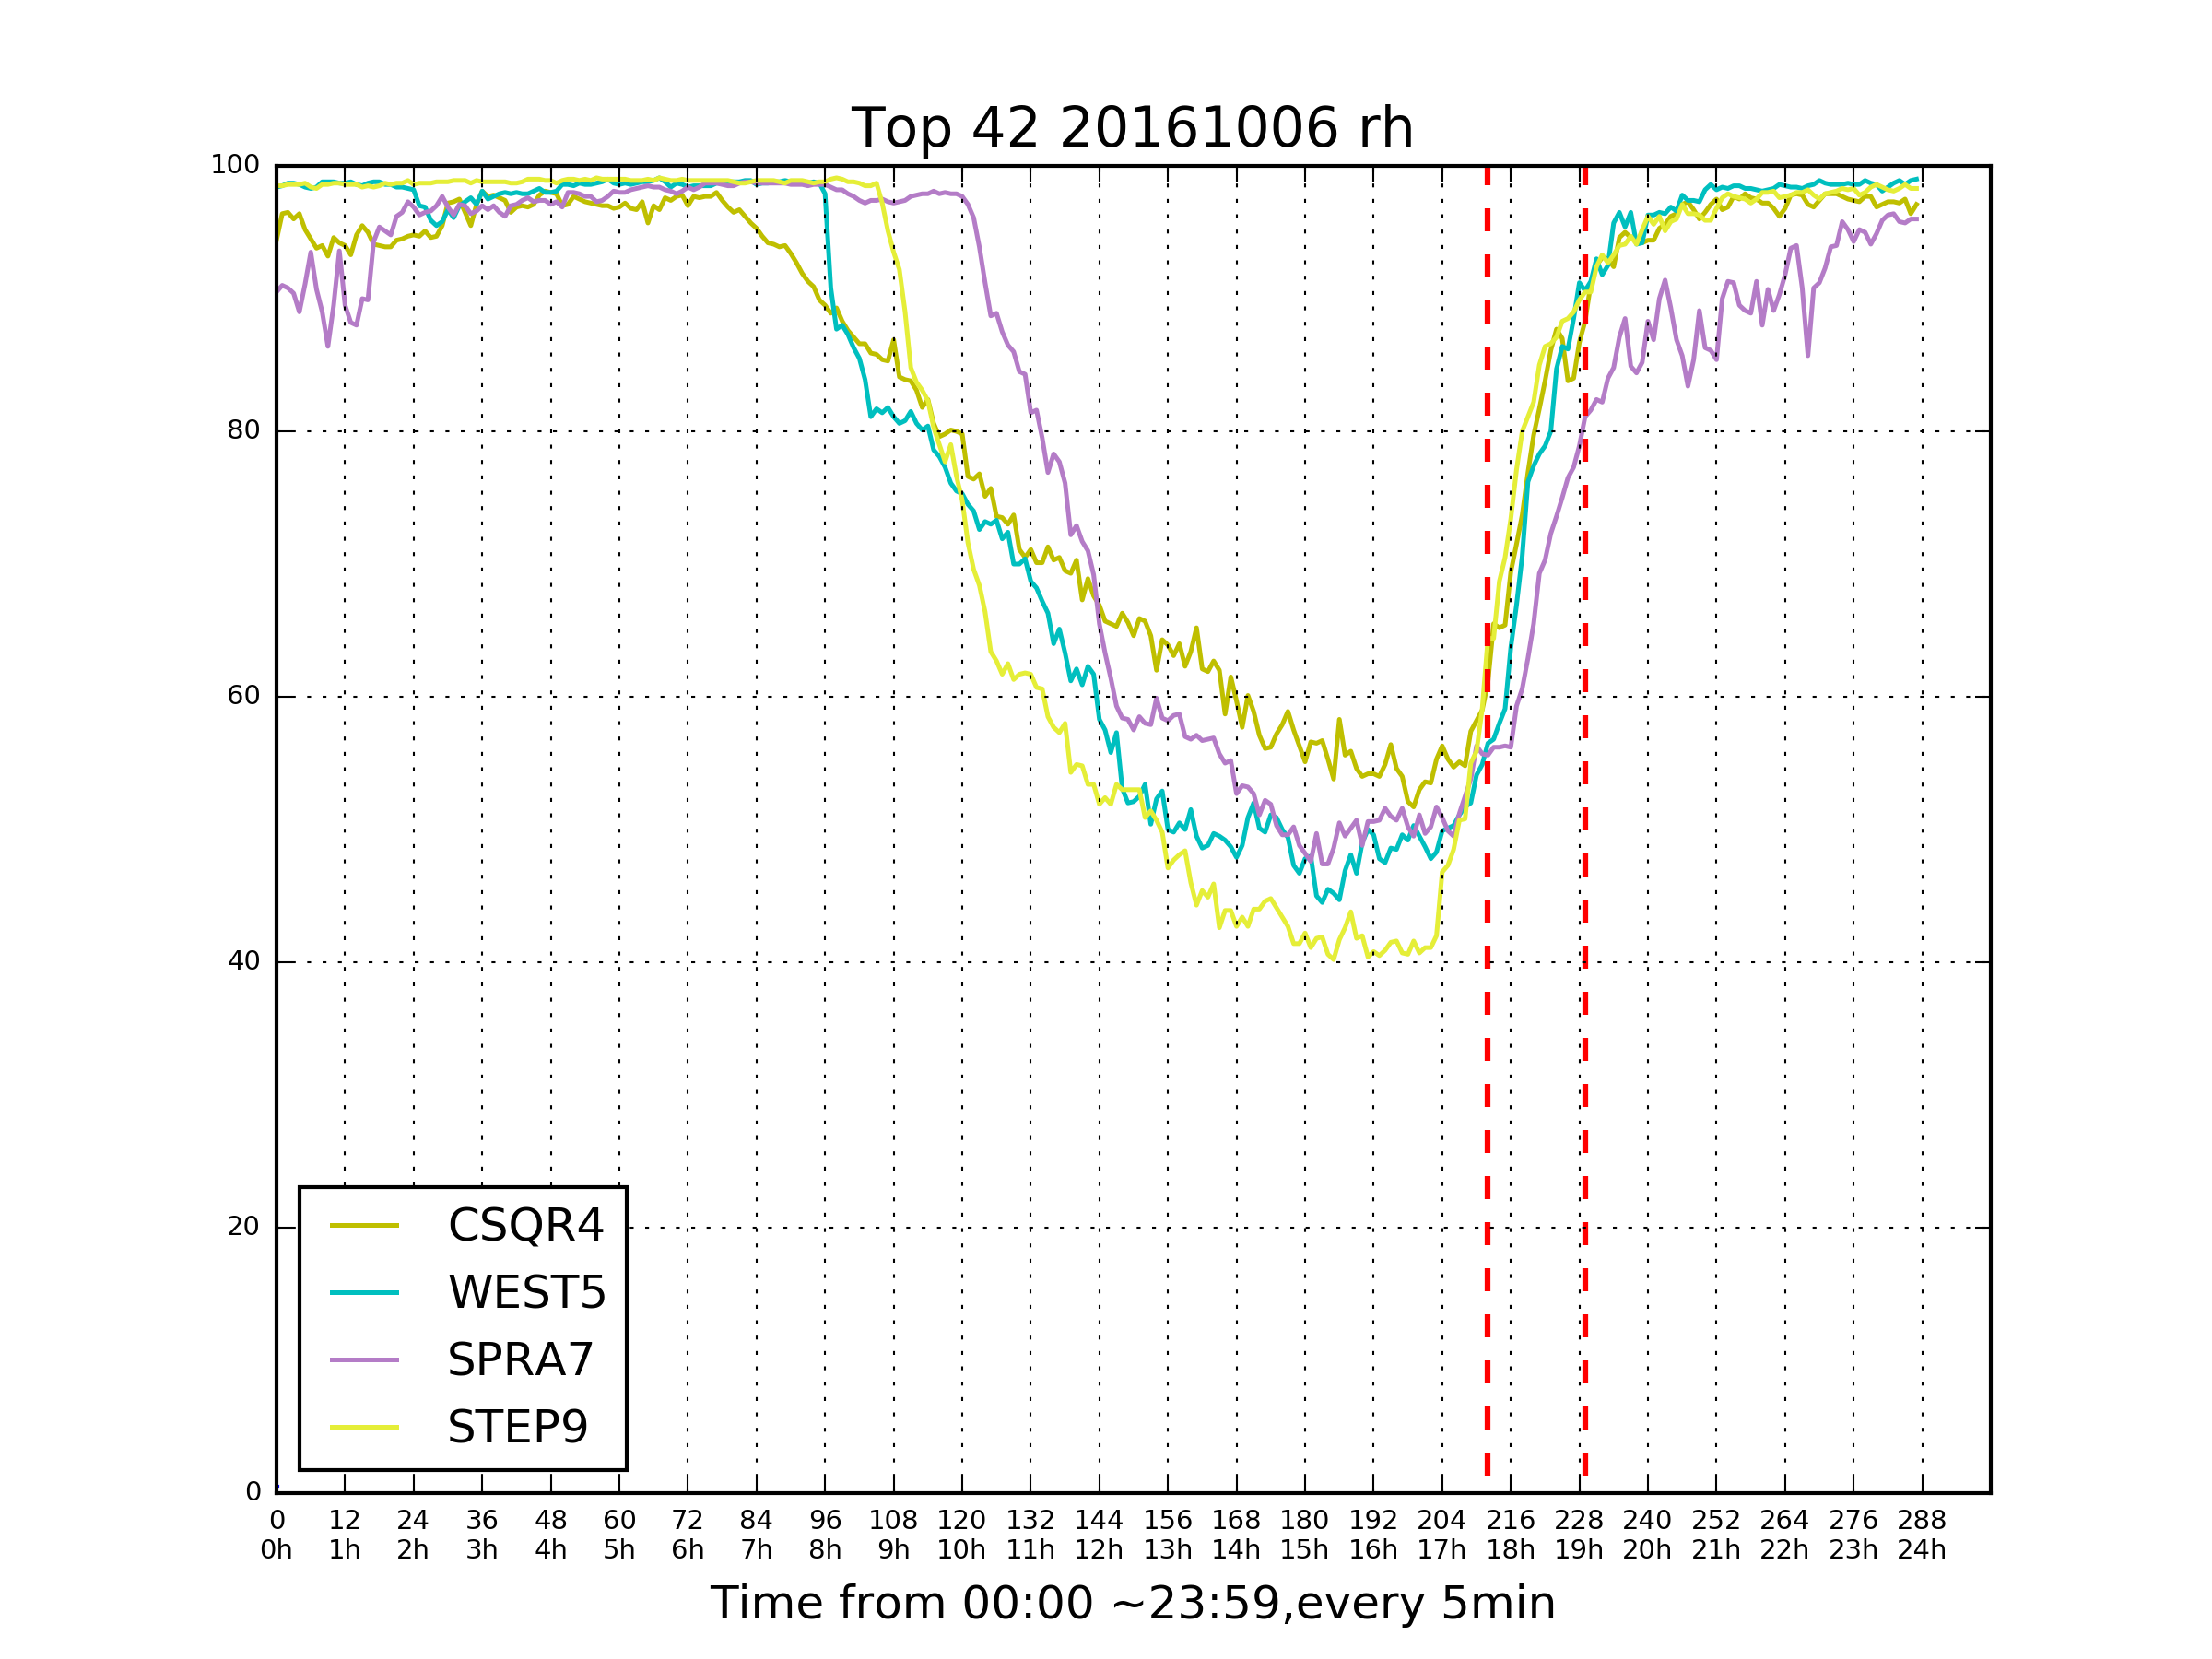 Top 42 20161006 rh
100
80
60
40
20
0
CSQR4
WEST5
SPRA7
STEP9
0 12 24 36 48 60 72 84 96 108 120 132 144 156 168 180 192 204 216 228 240 252 264 276 288
0h 1h 2h 3h 4h 5h 6h 7h 8h 9h 10h 11h 12h 13h 14h 15h 16h 17h 18h 19h 20h 21h 22h 23h 24h
Time from 00:00 ~23:59,every 5min